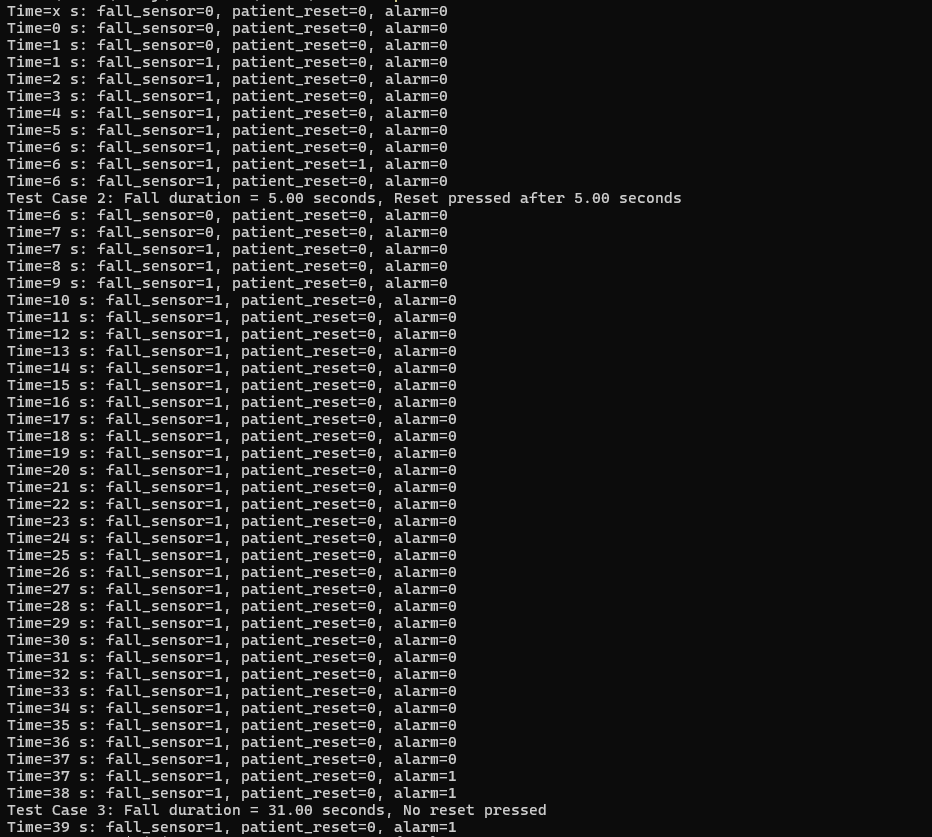 Time=x s: fall_sensor=0, patient_reset=0, alarm=0
Time=0 s: fall_sensor=0, patient_reset=0, alarm=0
Time=1 s: fall_sensor=0, patient_reset=0, alarm=0
Time=1 s: fall_sensor=1, patient_reset=0, alarm=0
Time=2 s: fall_sensor=1, patient_reset=0, alarm=0
Time=3 s: fall_sensor=1, patient_reset=0, alarm=0
Time=4 s: fall_sensor=1, patient_reset=0, alarm=0
Time=5 s: fall_sensor=1, patient_reset=0, alarm=0
Time=6 s: fall_sensor=1, patient_reset=0, alarm=0
Time=6 s: fall_sensor=1, patient_reset=1, alarm=0
Time=6 s: fall_sensor=1, patient_reset=0, alarm=0
Test Case 2: Fall duration = 5.00 seconds, Reset pressed after 5.00 seconds
Time=6 s: fall_sensor=0, patient_reset=0, alarm=0
Time=7 s: fall_sensor=0, patient_reset=0, alarm=0
Time=7 s: fall_sensor=1, patient_reset=0, alarm=0
Time=8 s: fall_sensor=1, patient_reset=0, alarm=0
Time=9 s: fall_sensor=1, patient_reset=0, alarm=0
Time=10 s: fall_sensor=1, patient_reset=0, alarm=0
Time=11 s: fall_sensor=1, patient_reset=0, alarm=0
Time=12 s: fall_sensor=1, patient_reset=0, alarm=0
Time=13 s: fall_sensor=1, patient_reset=0, alarm=0
Time=14 s: fall_sensor=1, patient_reset=0, alarm=0
Time=15 s: fall_sensor=1, patient_reset=0, alarm=0
Time=16 s: fall_sensor=1, patient_reset=0, alarm=0
Time=17 s: fall_sensor=1, patient_reset=0, alarm=0
Time=18 s: fall_sensor=1, patient_reset=0, alarm=0
Time=19 s: fall_sensor=1, patient_reset=0, alarm=0
Time=20 s: fall_sensor=1, patient_reset=0, alarm=0
Time=21 s: fall_sensor=1, patient_reset=0, alarm=0
Time=22 s: fall_sensor=1, patient_reset=0, alarm=0
Time=23 s: fall_sensor=1, patient_reset=0, alarm=0
Time=24 s: fall_sensor=1, patient_reset=0, alarm=0
Time=25 s: fall_sensor=1, patient_reset=0, alarm=0
Time=26 s: fall_sensor=1, patient_reset=0, alarm=0
Time=27 s: fall_sensor=1, patient_reset=0, alarm=0
Time=28 s: fall_sensor=1, patient_reset=0, alarm=0
Time=29 s: fall_sensor=1, patient_reset=0, alarm=0
Time=30 s: fall_sensor=1, patient_reset=0, alarm=0
Time=31 s: fall_sensor=1, patient_reset=0, alarm=0
Time=32 s: fall_sensor=1, patient_reset=0, alarm=0
Time=33 s: fall_sensor=1, patient_reset=0, alarm=0
Time=34 s: fall_sensor=1, patient_reset=0, alarm=0
Time=35 s: fall_sensor=1, patient_reset=0, alarm=0
Time=36 s: fall_sensor=1, patient_reset=0, alarm=0
Time=37 s: fall_sensor=1, patient_reset=0, alarm=0
Time=37 s: fall_sensor=1, patient_reset=0, alarm=1
Time=38 s: fall_sensor=1, patient_reset=0, alarm=1
Test Case 3: Fall duration = 31.00 seconds, No reset pressed
Time=39 s: fall_sensor=1, patient_reset=0, alarm=1